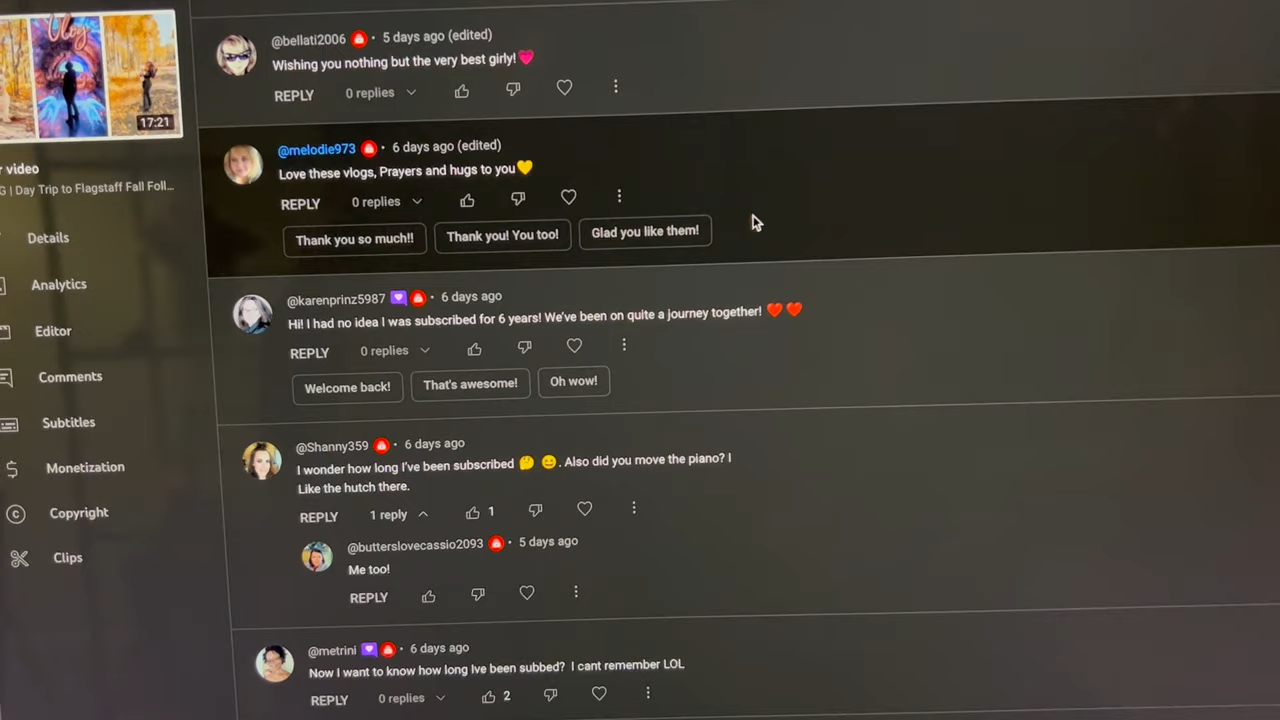 Vlog
17:21
r video
G | Day Trip to Flagstaff Fall Foll...
Details
Analytics
Editor
Comments
Subtitles
Monetization
Copyright
Clips
@bellati2006 • 5 days ago (edited)
Wishing you nothing but the very best girly!💗
REPLY 0 replies
@melodie973 • 6 days ago (edited)
Love these vlogs, Prayers and hugs to you💛
REPLY 0 replies
Thank you so much!! Thank you! You too! Glad you like them!
@karenprinz5987 • 6 days ago
Hi! I had no idea I was subscribed for 6 years! We've been on quite a journey together! ❤️ ❤️
REPLY 0 replies
Welcome back! That's awesome! Oh wow!
@Shanny359 • 6 days ago
I wonder how long I've been subscribed 🤔 😄. Also did you move the piano? I
Like the hutch there.
REPLY 1 reply 1
@butterslovecassio2093 • 5 days ago
Me too!
REPLY
@metrini • 6 days ago
Now I want to know how long Ive been subbed? I cant remember LOL
REPLY 0 replies 2